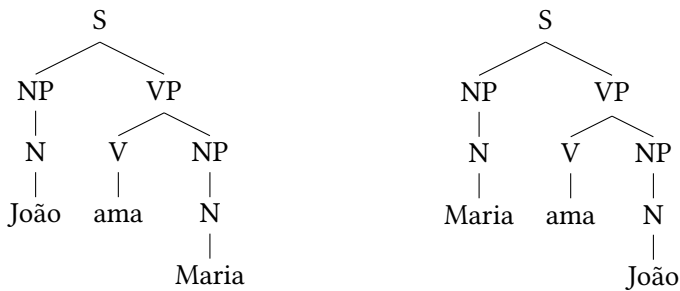 S S
NP VP NP VP
N V NP N V NP
João ama N Maria ama N
Maria João